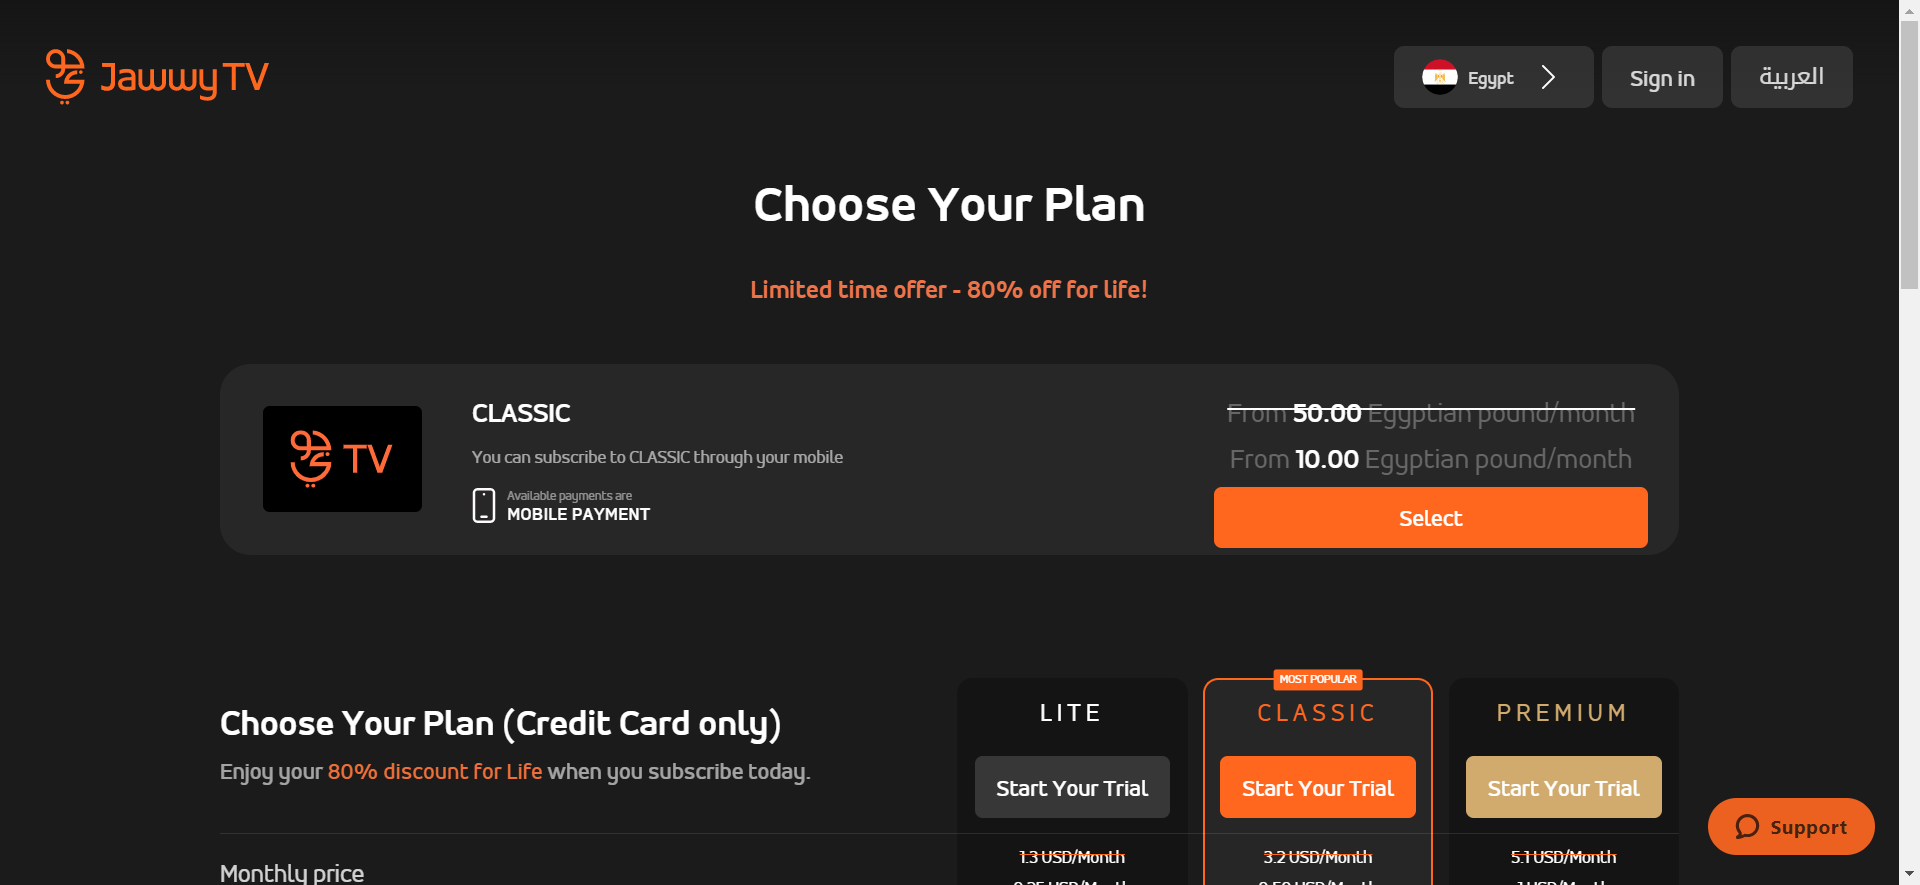 Jawwy TV
Egypt
Sign in
العربية
Choose Your Plan
Limited time offer - 80% off for life!
TV
CLASSIC
You can subscribe to CLASSIC through your mobile
Available payments are
MOBILE PAYMENT
From 50.00 Egyptian pound/month
From 10.00 Egyptian pound/month
Select
Choose Your Plan (Credit Card only)
Enjoy your 80% discount for Life when you subscribe today.
LITE
Start Your Trial
MOST POPULAR
CLASSIC
Start Your Trial
PREMIUM
Start Your Trial
Support
Monthly price
1.3 USD/Month
3.2 USD/Month
5.1 USD/Month